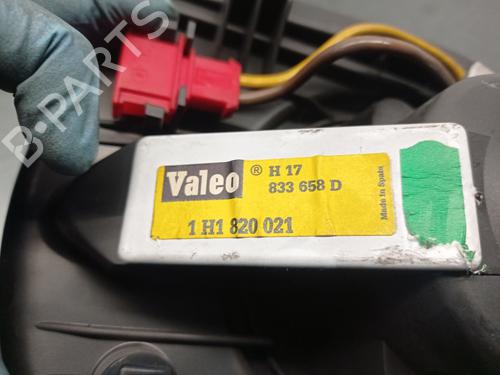 Valeo ® H 17
833 658 D
1 H1 820 021
Made in Spain
B-PARTS